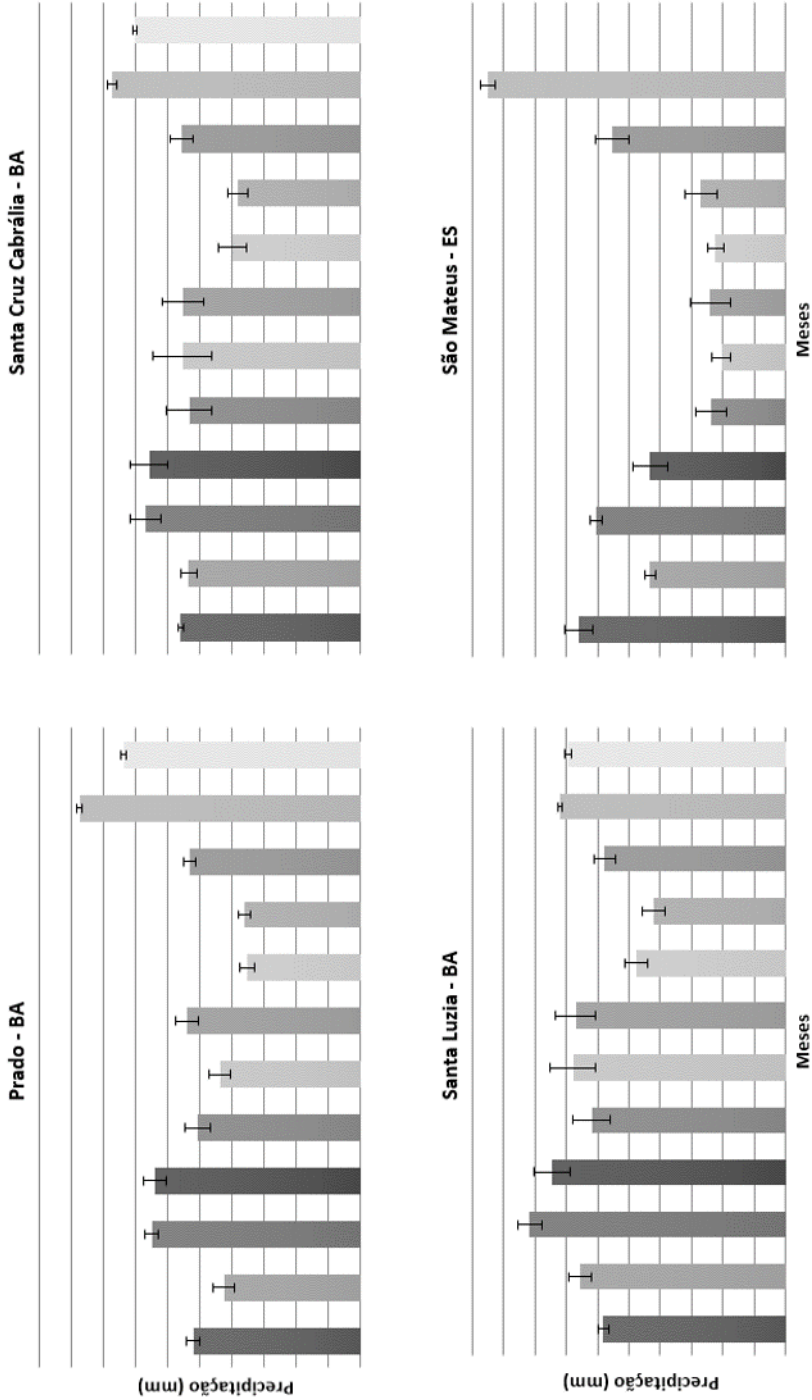 Prado - BA
Santa Cruz Cabrália - BA
Precipitação (mm)
Santa Luzia - BA
São Mateus - ES
Precipitação (mm)
Meses
Meses